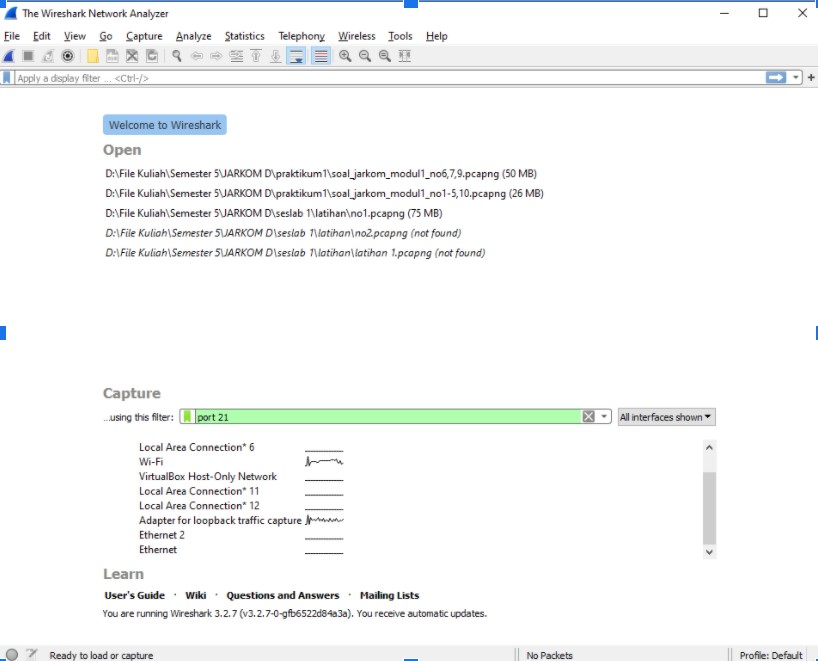 The Wireshark Network Analyzer
File Edit View Go Capture Analyze Statistics Telephony Wireless Tools Help
Apply a display filter ... <Ctrl-/>
Welcome to Wireshark
Open
D:\File Kuliah\Semester 5\JARKOM D\praktikum1\soal_jarkom_modul1_no6,7,9.pcapng (50 MB)
D:\File Kuliah\Semester 5\JARKOM D\praktikum1\soal_jarkom_modul1_no1-5,10.pcapng (26 MB)
D:\File Kuliah\Semester 5\JARKOM D\seslab 1\latihan\no1.pcapng (75 MB)
D:\File Kuliah\Semester 5\JARKOM D\seslab 1\latihan\no2.pcapng (not found)
D:\File Kuliah\Semester 5\JARKOM D\seslab 1\latihan\latihan 1.pcapng (not found)
Capture
...using this filter: port 21 All interfaces shown
Local Area Connection* 6
Wi-Fi
VirtualBox Host-Only Network
Local Area Connection* 11
Local Area Connection* 12
Adapter for loopback traffic capture
Ethernet 2
Ethernet
Learn
User's Guide · Wiki · Questions and Answers · Mailing Lists
You are running Wireshark 3.2.7 (v3.2.7-0-gfb6522d84a3a). You receive automatic updates.
Ready to load or capture No Packets Profile: Default